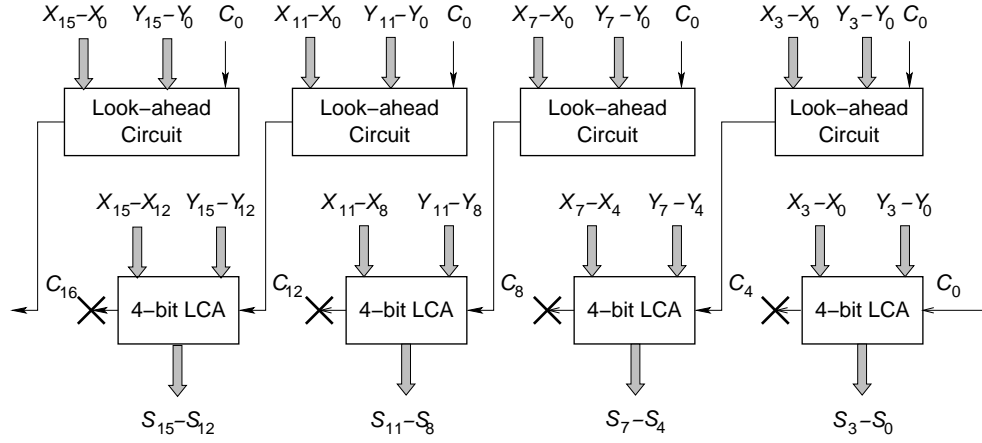 X₁₅–X₀ Y₁₅–Y₀ C₀ X₁₁–X₀ Y₁₁–Y₀ C₀ X₇–X₀ Y₇–Y₀ C₀ X₃–X₀ Y₃–Y₀ C₀
Look–ahead Look–ahead Look–ahead Look–ahead
Circuit Circuit Circuit Circuit
X₁₅–X₁₂ Y₁₅–Y₁₂ X₁₁–X₈ Y₁₁–Y₈ X₇–X₄ Y₇–Y₄ X₃–X₀ Y₃–Y₀
C₁₆ C₁₂ C₈ C₄ C₀
4–bit LCA 4–bit LCA 4–bit LCA 4–bit LCA
S₁₅–S₁₂ S₁₁–S₈ S₇–S₄ S₃–S₀